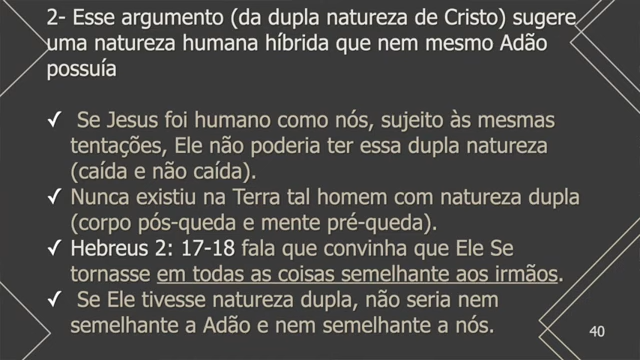 2- Esse argumento (da dupla natureza de Cristo) sugere
uma natureza humana híbrida que nem mesmo Adão
possuía
✓ Se Jesus foi humano como nós, sujeito às mesmas
tentações, Ele não poderia ter essa dupla natureza
(caída e não caída).
✓ Nunca existiu na Terra tal homem com natureza dupla
(corpo pós-queda e mente pré-queda).
✓ Hebreus 2: 17-18 fala que convinha que Ele Se
tornasse em todas as coisas semelhante aos irmãos.
✓ Se Ele tivesse natureza dupla, não seria nem
semelhante a Adão e nem semelhante a nós.
40